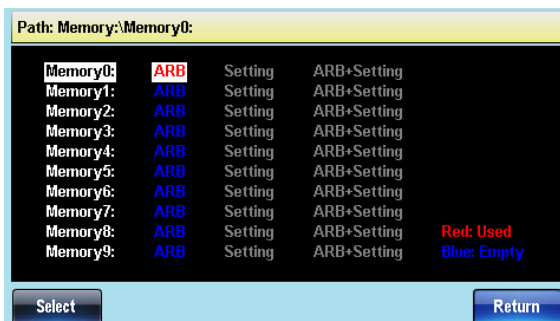 Path: Memory:\Memory0:
Memory0: ARB Setting ARB+Setting
Memory1: ARB Setting ARB+Setting
Memory2: ARB Setting ARB+Setting
Memory3: ARB Setting ARB+Setting
Memory4: ARB Setting ARB+Setting
Memory5: ARB Setting ARB+Setting
Memory6: ARB Setting ARB+Setting
Memory7: ARB Setting ARB+Setting
Memory8: ARB Setting ARB+Setting Red: Used
Memory9: ARB Setting ARB+Setting Blue: Empty
Select Return